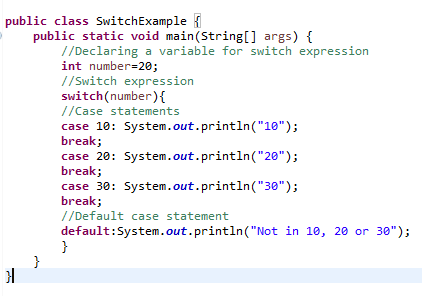 public class SwitchExample {
    public static void main(String[] args) {
        //Declaring a variable for switch expression
        int number=20;
        //Switch expression
        switch(number){
        //Case statements
        case 10: System.out.println("10");
        break;
        case 20: System.out.println("20");
        break;
        case 30: System.out.println("30");
        break;
        //Default case statement
        default:System.out.println("Not in 10, 20 or 30");
        }
    }
}